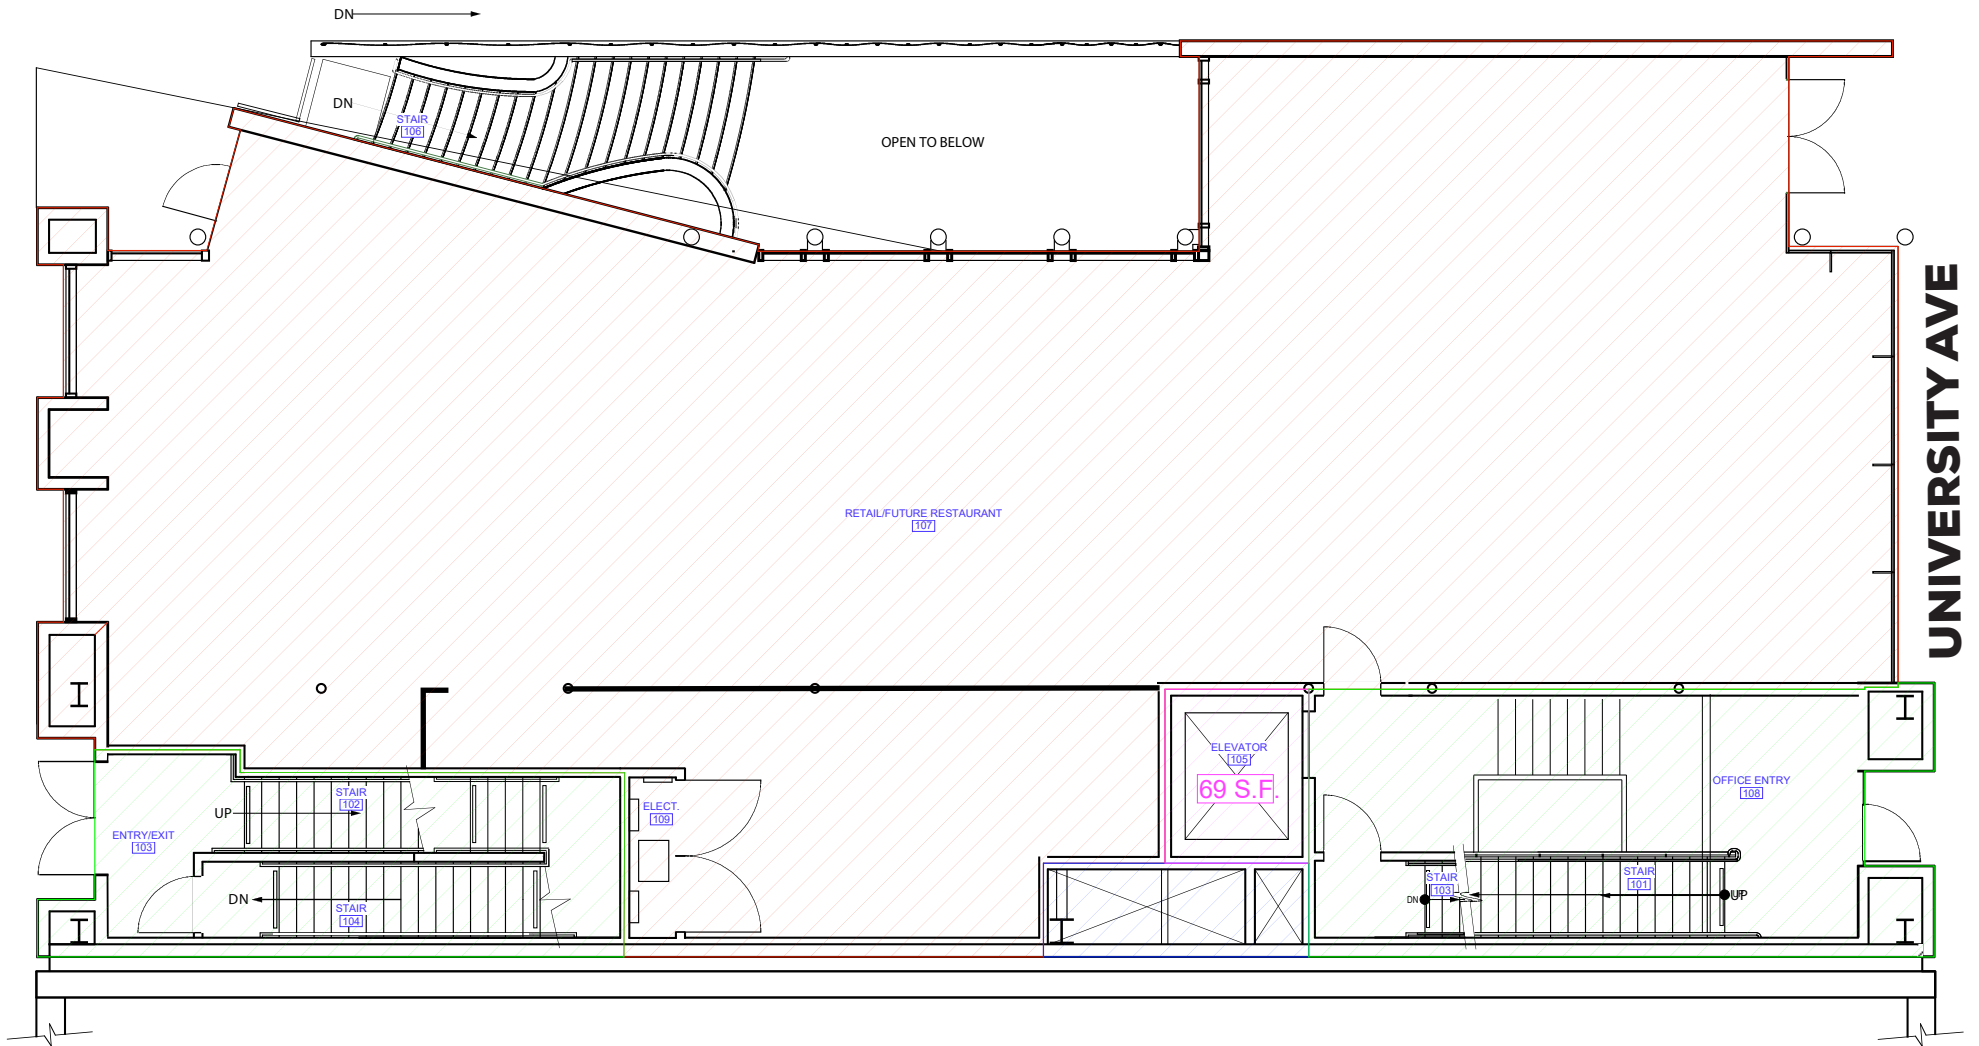 DN
DN
STAIR
106
OPEN TO BELOW
UNIVERSITY AVE
RETAIL/FUTURE RESTAURANT
107
ELEVATOR
105
69 S.F.
OFFICE ENTRY
108
STAIR
102
UP
ELECT.
109
ENTRY/EXIT
103
STAIR
103
STAIR
101
DN
UP
DN
STAIR
104